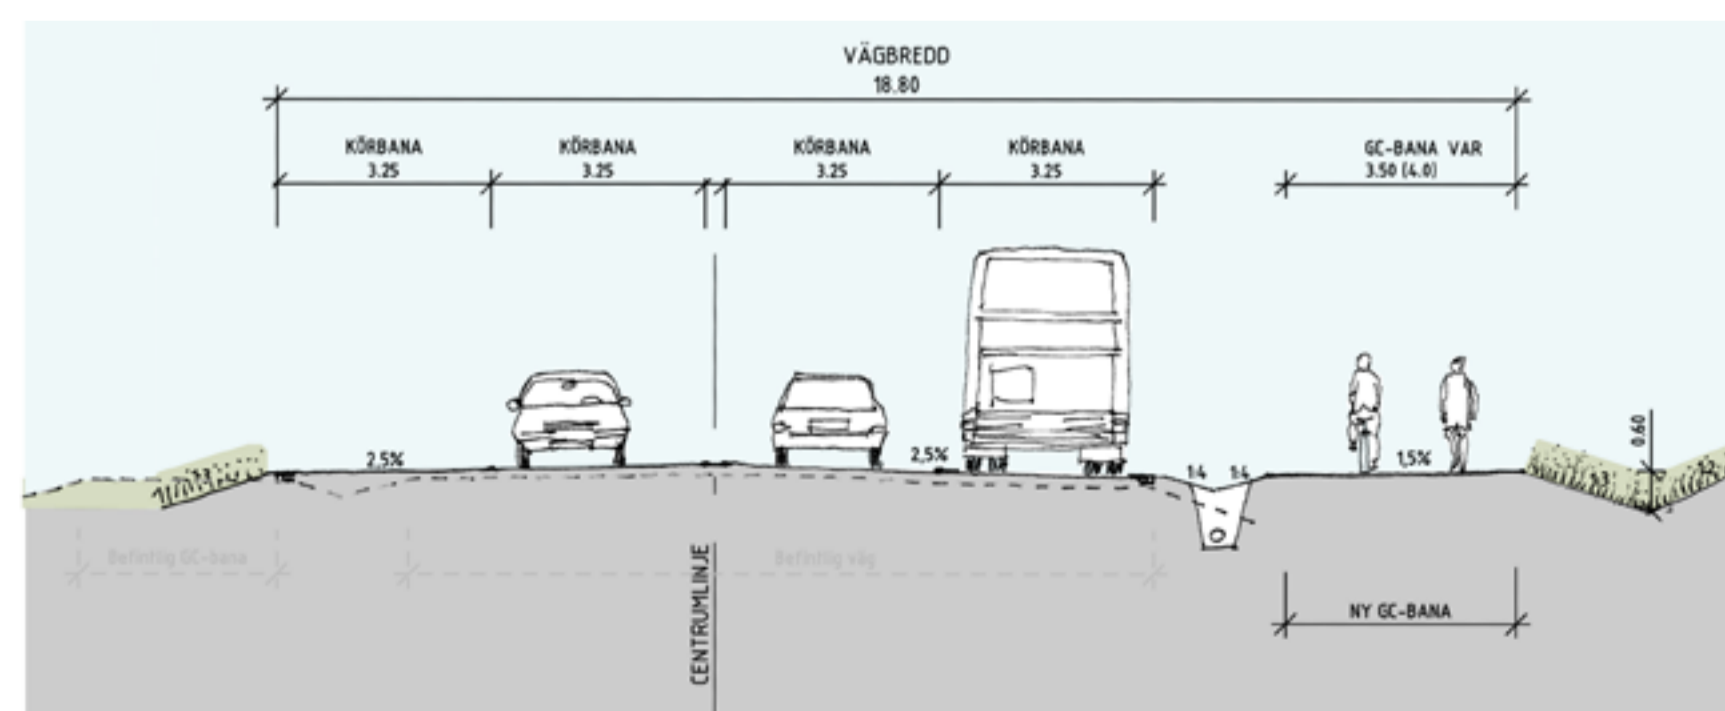 VÄGBREDD
18.80
KÖRBANA
3.25
KÖRBANA
3.25
KÖRBANA
3.25
KÖRBANA
3.25
GC-BANA VAR
3.50 (4.0)
2,5%
2,5%
1:4
1:4
1,5%
0.60
Befintlig GC-bana
Befintlig väg
CENTRUMLINJE
NY GC-BANA